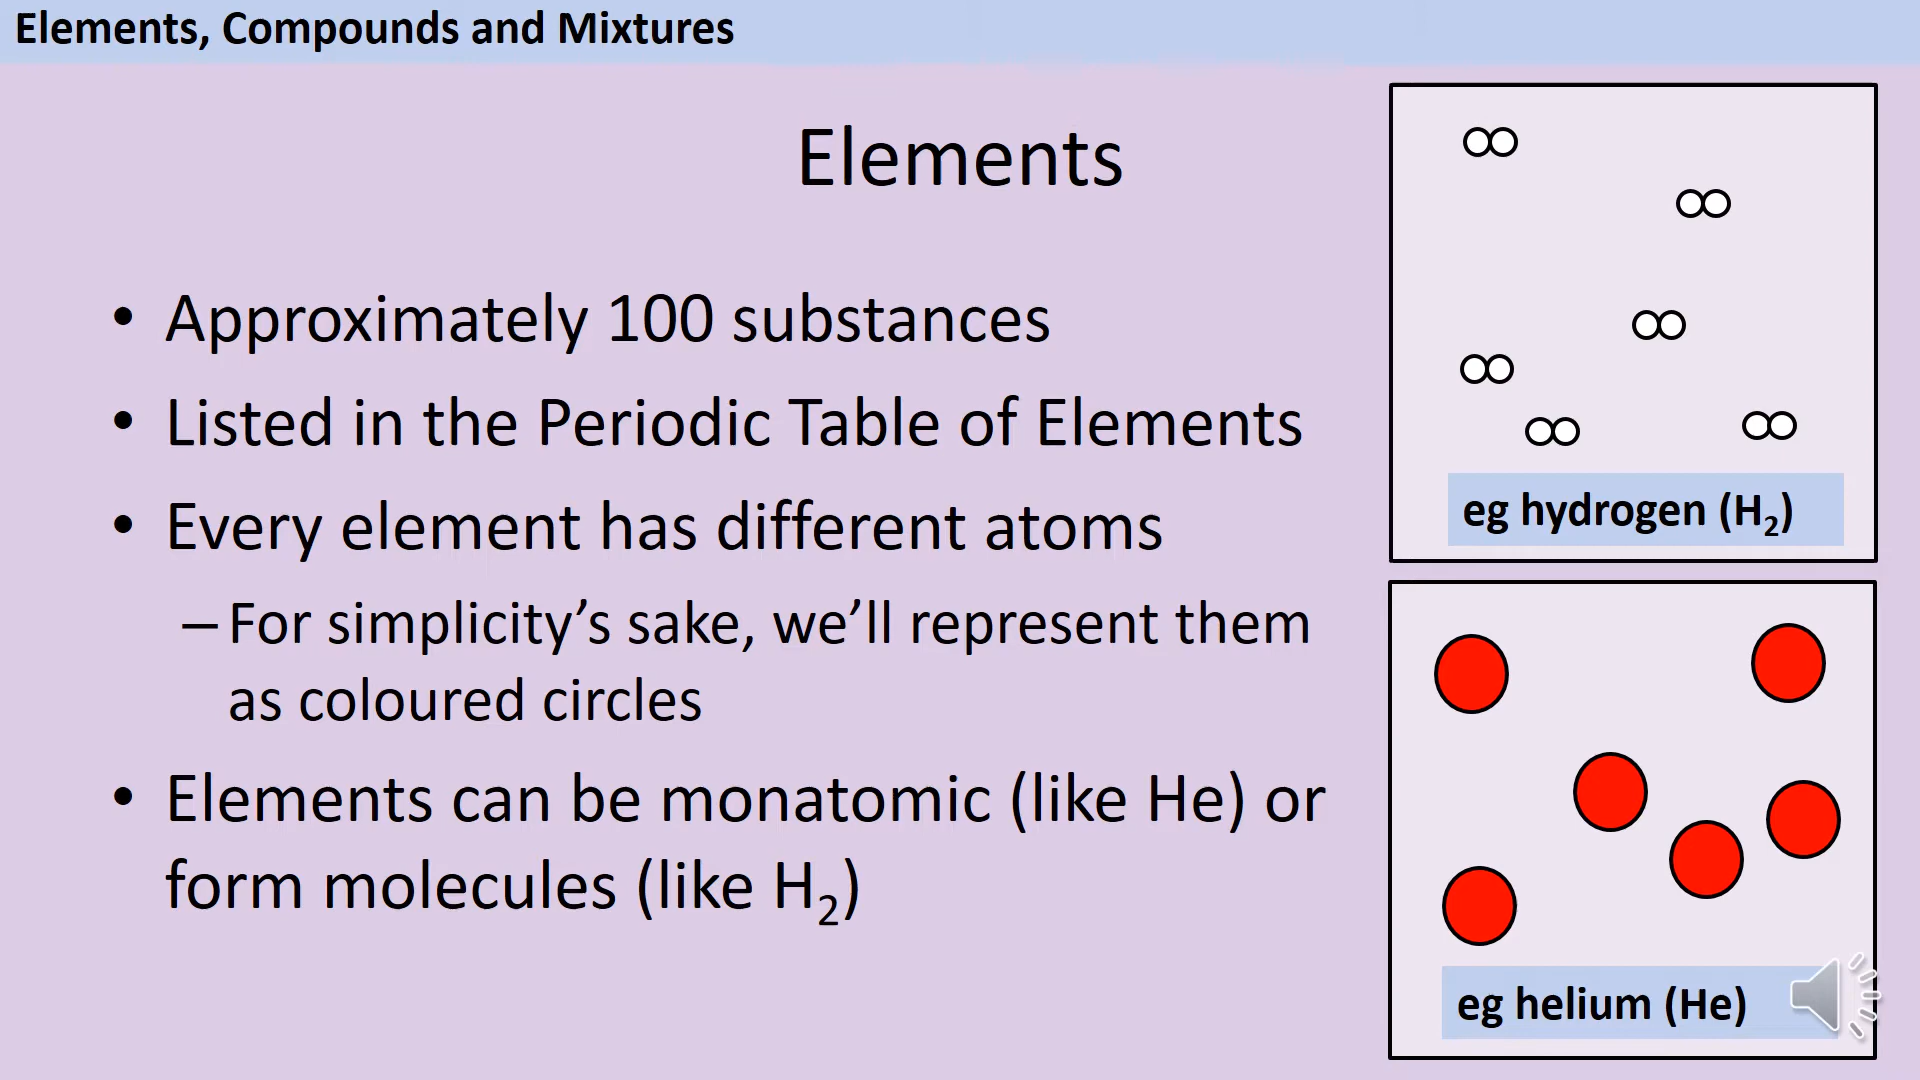 Elements, Compounds and Mixtures
Elements
• Approximately 100 substances
• Listed in the Periodic Table of Elements
• Every element has different atoms
– For simplicity’s sake, we’ll represent them
as coloured circles
• Elements can be monatomic (like He) or
form molecules (like H₂)
eg hydrogen (H₂)
eg helium (He)